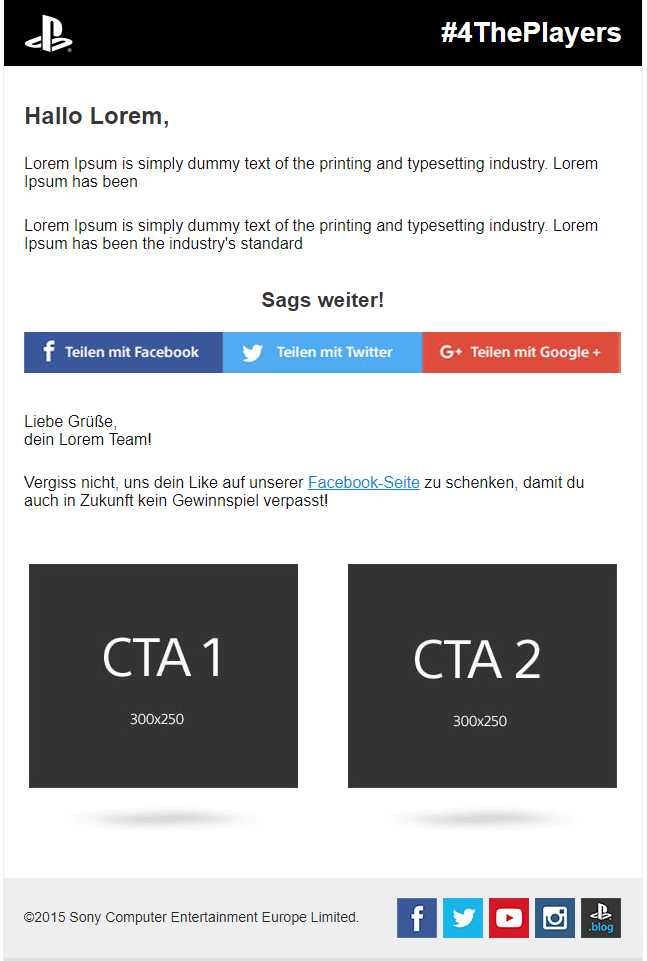 #4ThePlayers
Hallo Lorem,
Lorem Ipsum is simply dummy text of the printing and typesetting industry. Lorem
Ipsum has been
Lorem Ipsum is simply dummy text of the printing and typesetting industry. Lorem
Ipsum has been the industry's standard
Sags weiter!
Teilen mit Facebook
Teilen mit Twitter
G+ Teilen mit Google +
Liebe Grüße,
dein Lorem Team!
Vergiss nicht, uns dein Like auf unserer Facebook-Seite zu schenken, damit du
auch in Zukunft kein Gewinnspiel verpasst!
CTA 1
300x250
CTA 2
300x250
©2015 Sony Computer Entertainment Europe Limited.
.blog